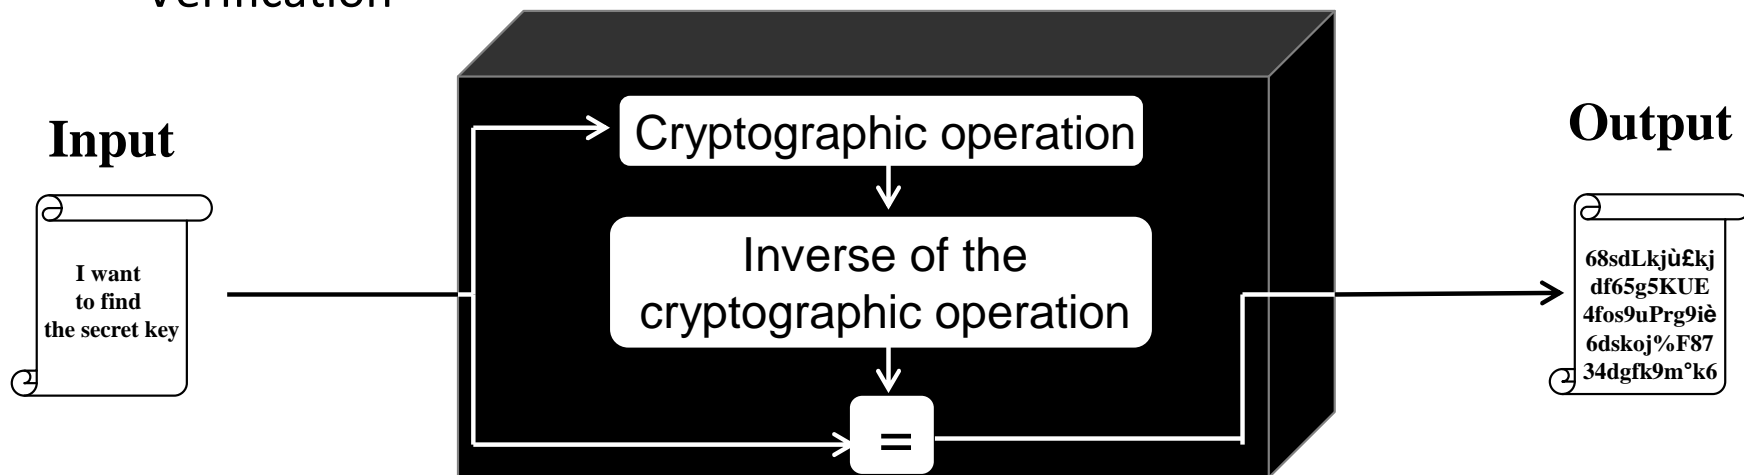 Verification
Input
I want
to find
the secret key
Cryptographic operation
Inverse of the
cryptographic operation
=
Output
68sdLkjù£kj
df65g5KUE
4fos9uPrg9iè
6dskoj%F87
34dgfk9m°k6